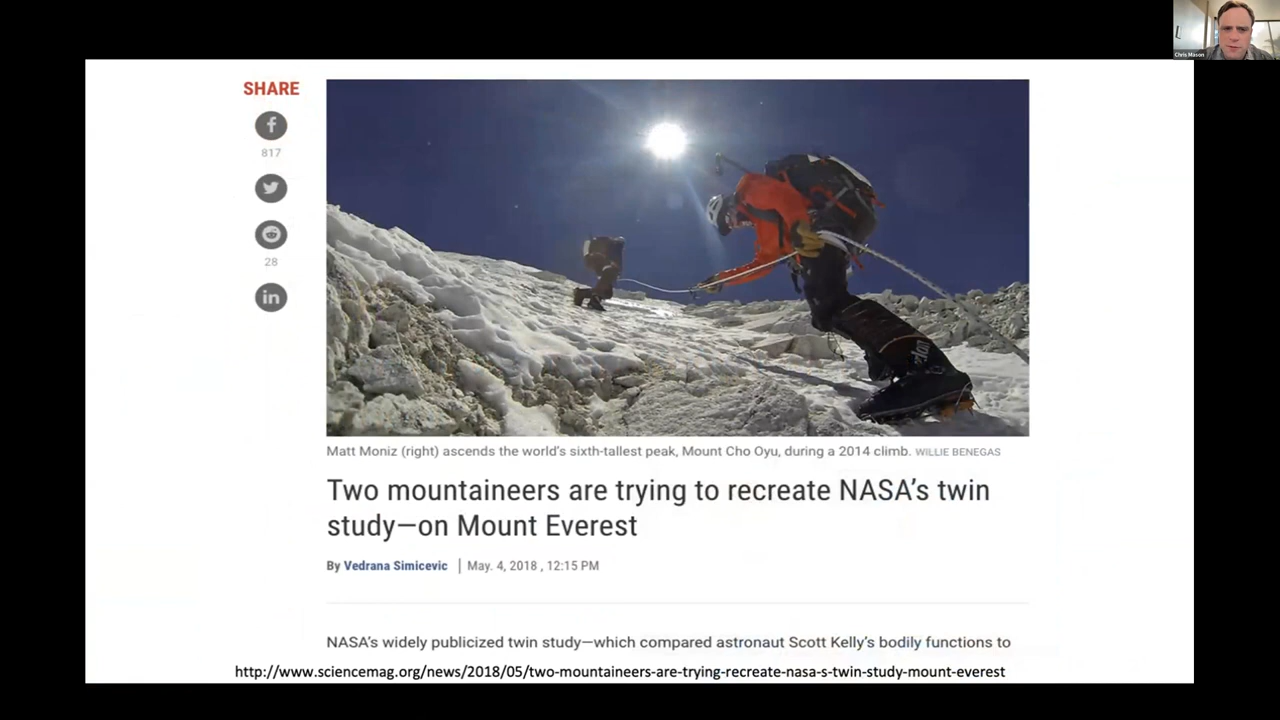 Chris Mason
SHARE
817
28
in
Matt Moniz (right) ascends the world's sixth-tallest peak, Mount Cho Oyu, during a 2014 climb. WILLIE BENEGAS
Two mountaineers are trying to recreate NASA's twin
study—on Mount Everest
By Vedrana Simicevic | May. 4, 2018 , 12:15 PM
NASA's widely publicized twin study—which compared astronaut Scott Kelly's bodily functions to
http://www.sciencemag.org/news/2018/05/two-mountaineers-are-trying-recreate-nasa-s-twin-study-mount-everest